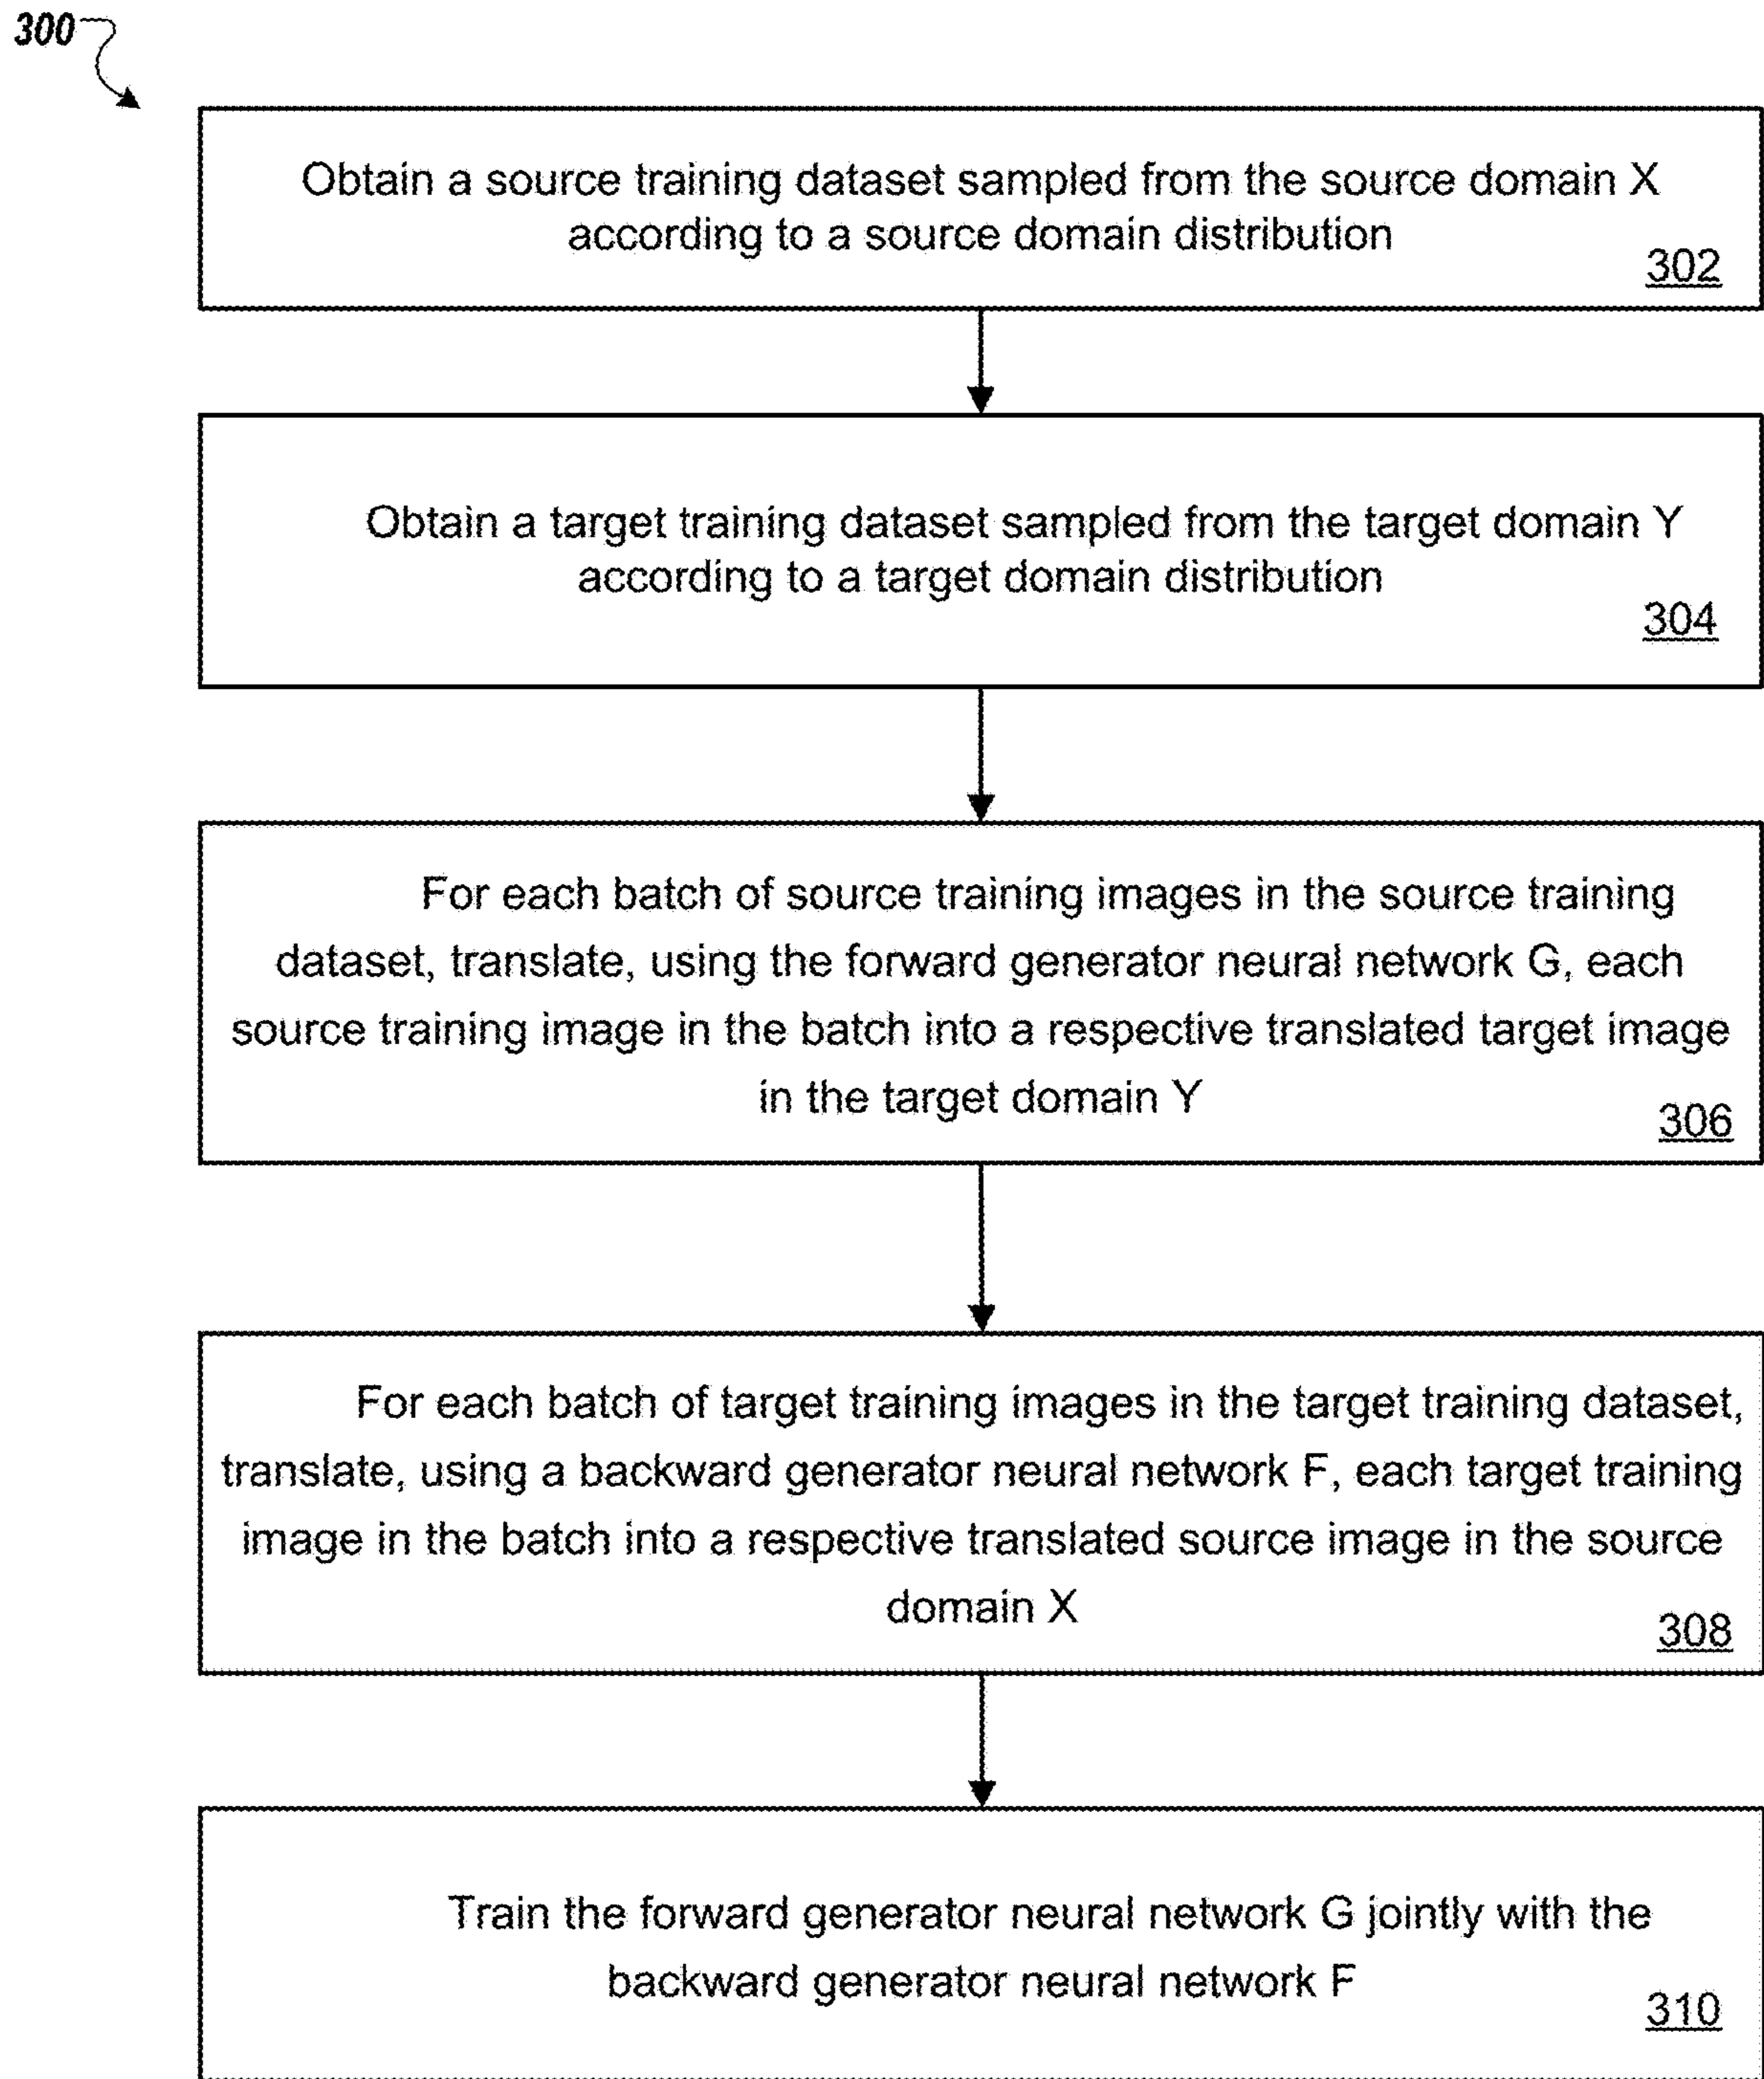 300
Obtain a source training dataset sampled from the source domain X
according to a source domain distribution
302
Obtain a target training dataset sampled from the target domain Y
according to a target domain distribution
304
For each batch of source training images in the source training
dataset, translate, using the forward generator neural network G, each
source training image in the batch into a respective translated target image
in the target domain Y
306
For each batch of target training images in the target training dataset,
translate, using a backward generator neural network F, each target training
image in the batch into a respective translated source image in the source
domain X
308
Train the forward generator neural network G jointly with the
backward generator neural network F
310